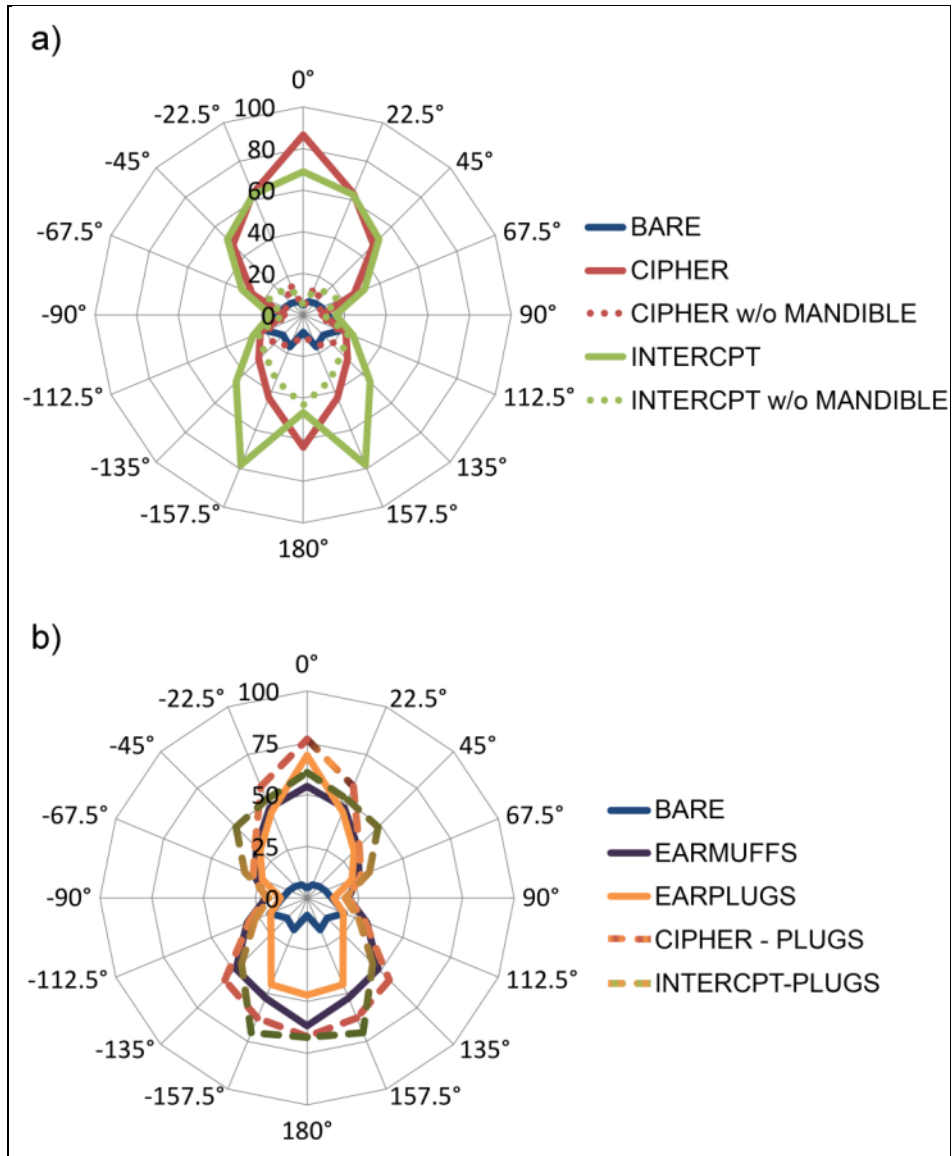 a)
0°
-22.5° 100 22.5°
-45° 80 45°
60
-67.5° 40 67.5°
20
-90° 0 90°
-112.5° 112.5°
-135° 135°
-157.5° 157.5°
180°
BARE
CIPHER
CIPHER w/o MANDIBLE
INTERCPT
INTERCPT w/o MANDIBLE
b)
0°
-22.5° 100 22.5°
-45° 75 45°
50
-67.5° 25 67.5°
-90° 0 90°
-112.5° 112.5°
-135° 135°
-157.5° 157.5°
180°
BARE
EARMUFFS
EARPLUGS
CIPHER - PLUGS
INTERCPT-PLUGS